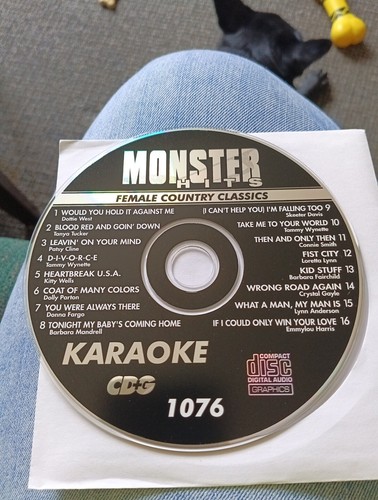 MONSTER
HITS
FEMALE COUNTRY CLASSICS
1 WOULD YOU HOLD IT AGAINST ME
Dottie West
2 BLOOD RED AND GOIN' DOWN
Tanya Tucker
3 LEAVIN' ON YOUR MIND
Patsy Cline
4 D-I-V-O-R-C-E
Tammy Wynette
5 HEARTBREAK U.S.A.
Kitty Wells
6 COAT OF MANY COLORS
Dolly Parton
7 YOU WERE ALWAYS THERE
Donna Fargo
8 TONIGHT MY BABY'S COMING HOME
Barbara Mandrell
(I CAN'T HELP YOU) I'M FALLING TOO 9
Skeeter Davis
TAKE ME TO YOUR WORLD 10
Tammy Wynette
THEN AND ONLY THEN 11
Connie Smith
FIST CITY 12
Loretta Lynn
KID STUFF 13
Barbara Fairchild
WRONG ROAD AGAIN 14
Crystal Gayle
WHAT A MAN, MY MAN IS 15
Lynn Anderson
IF I COULD ONLY WIN YOUR LOVE 16
Emmylou Harris
KARAOKE
CD+G
1076
COMPACT
disc
DIGITAL AUDIO
GRAPHICS